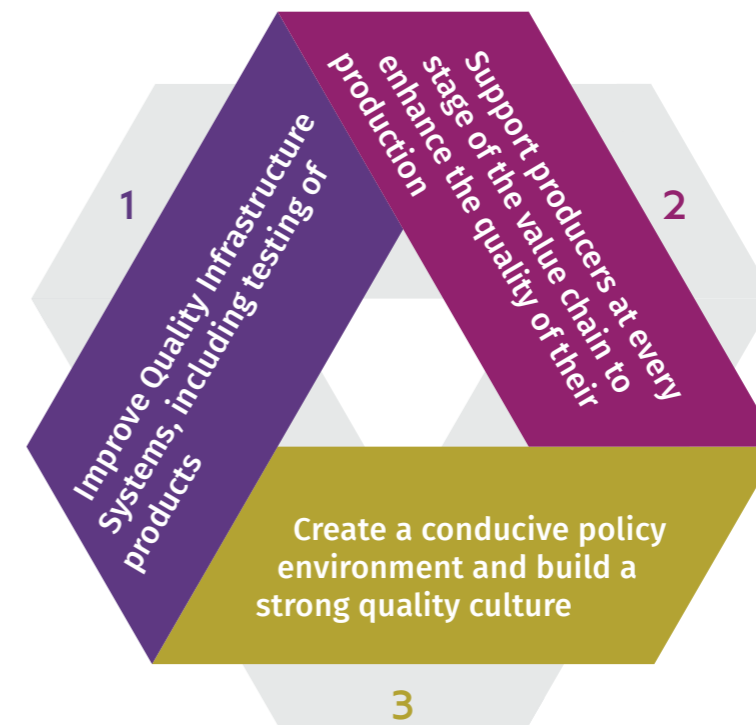 1
Improve Quality Infrastructure
Systems, including testing of
products
2
Support producers at every
stage of the value chain to
enhance the quality of their
production
Create a conducive policy
environment and build a
strong quality culture
3